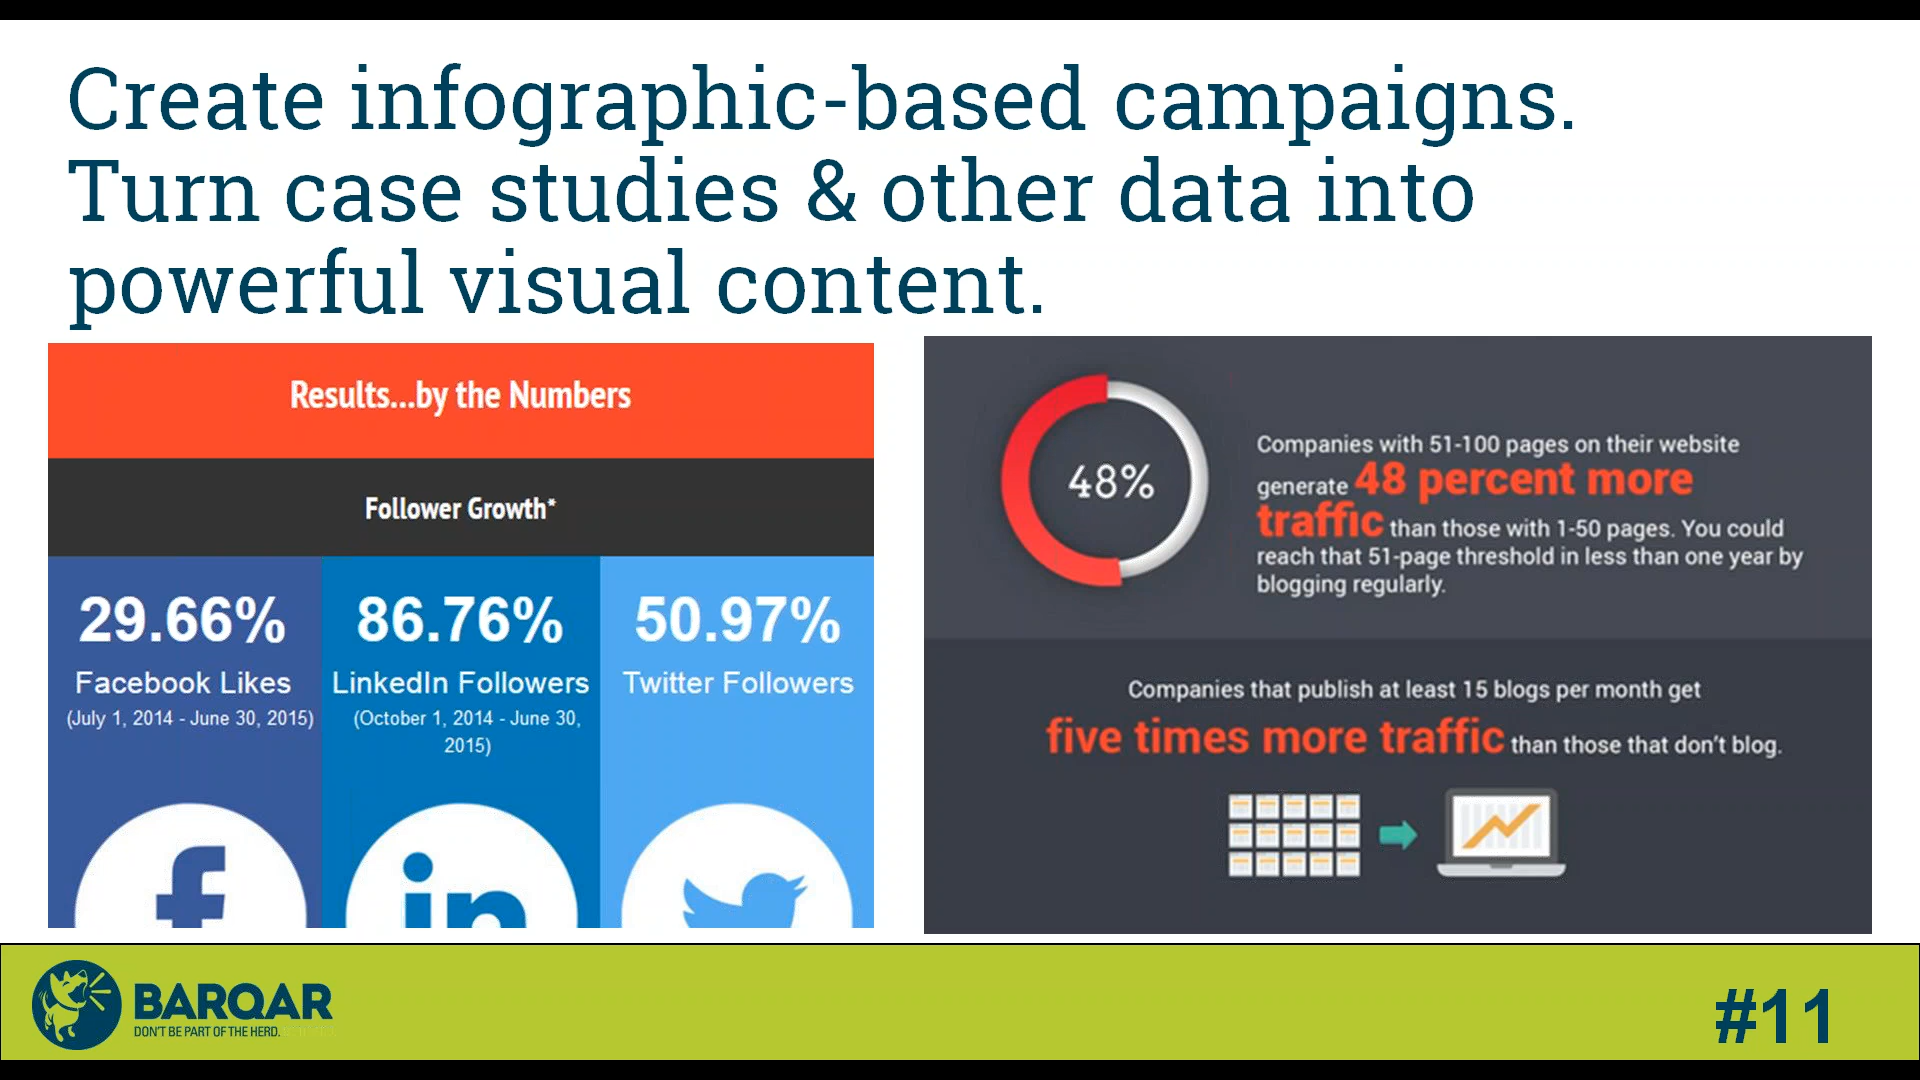 Create infographic-based campaigns.
Turn case studies & other data into
powerful visual content.
Results...by the Numbers
Follower Growth*
29.66%
Facebook Likes
(July 1, 2014 - June 30, 2015)
86.76%
LinkedIn Followers
(October 1, 2014 - June 30,
2015)
50.97%
Twitter Followers
f
in
48%
Companies with 51-100 pages on their website
generate 48 percent more
traffic than those with 1-50 pages. You could
reach that 51-page threshold in less than one year by
blogging regularly.
Companies that publish at least 15 blogs per month get
five times more traffic than those that don't blog.
BARQAR
DON'T BE PART OF THE HERD.
#11